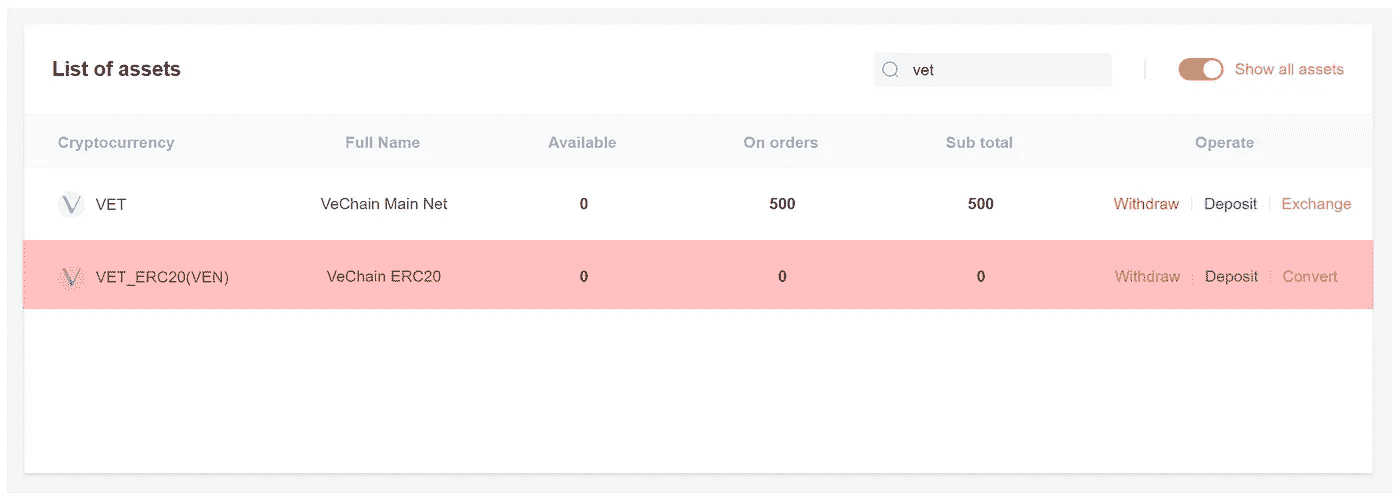 List of assets vet Show all assets
Cryptocurrency Full Name Available On orders Sub total Operate
VET VeChain Main Net 0 500 500 Withdraw Deposit Exchange
VET_ERC20(VEN) VeChain ERC20 0 0 0 Withdraw Deposit Convert